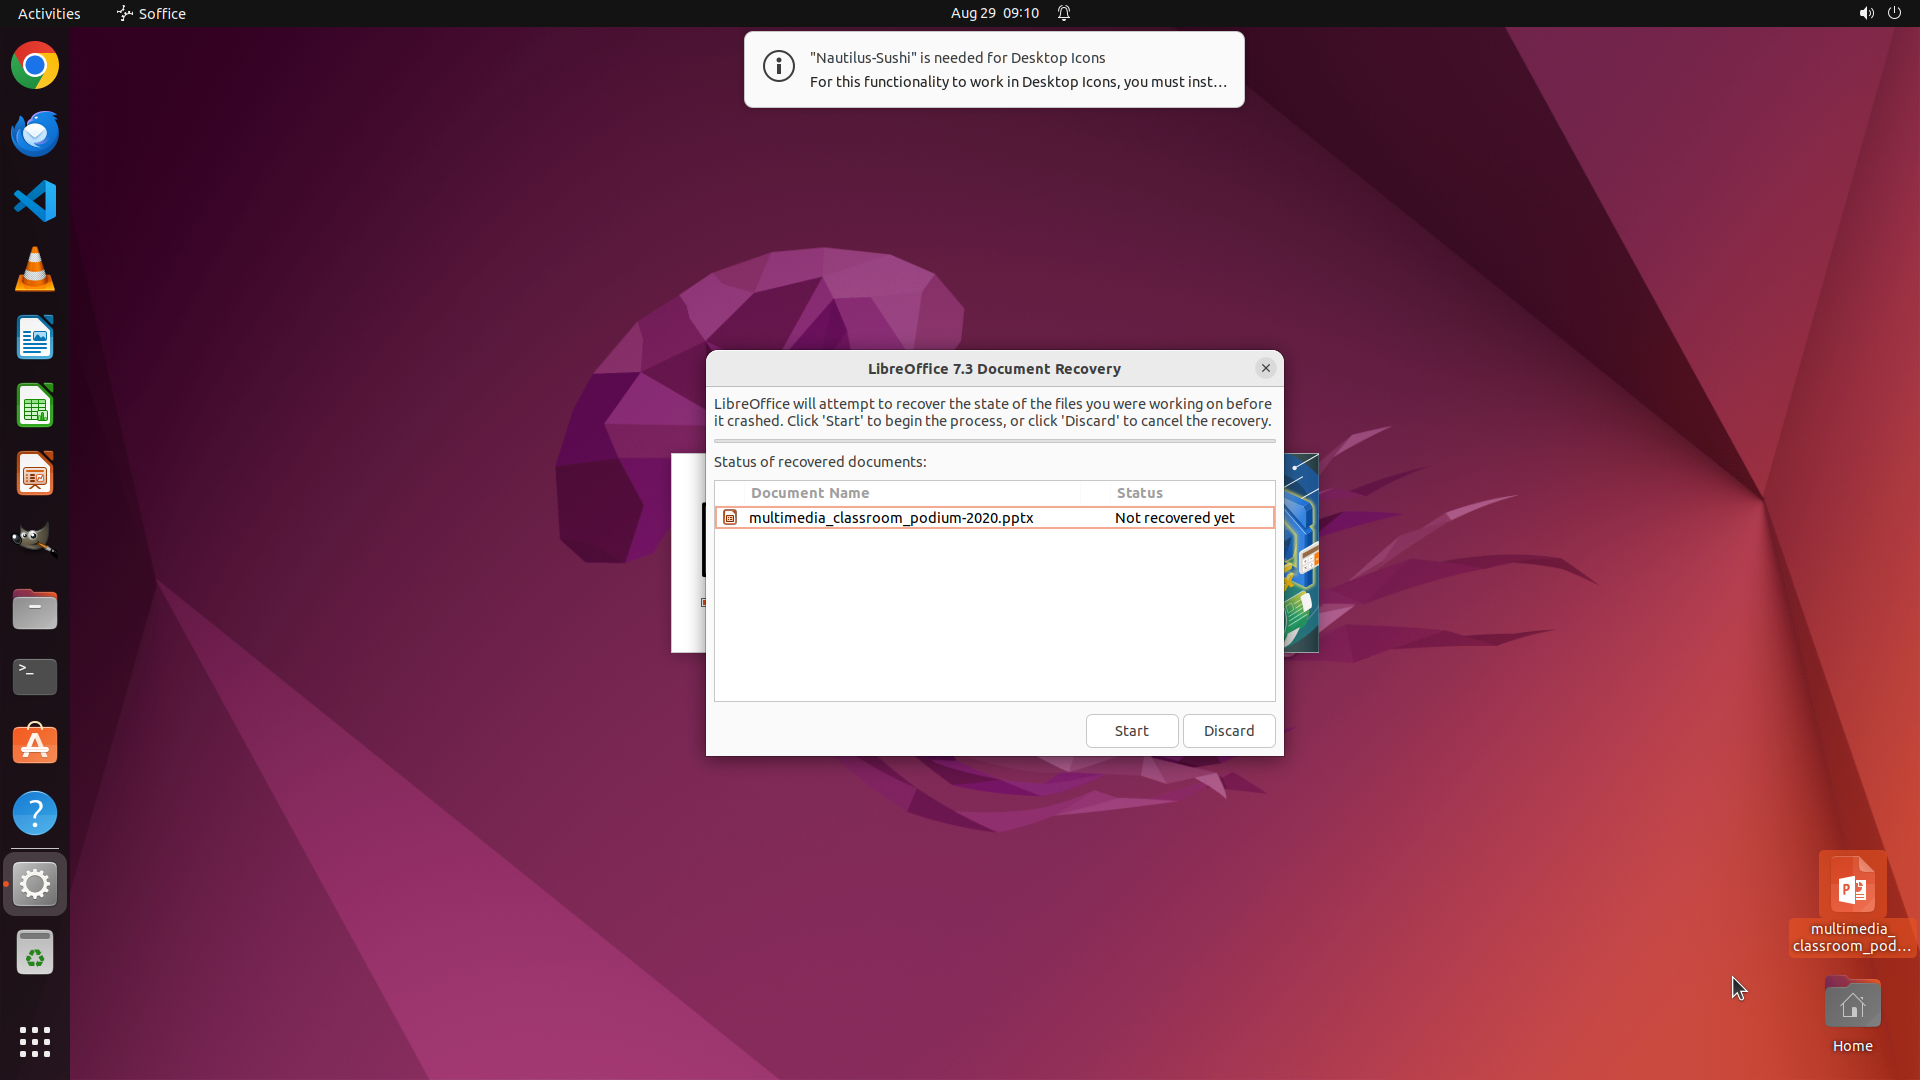 Activities
Soffice
Aug 29 09:10
"Nautilus-Sushi" is needed for Desktop Icons
For this functionality to work in Desktop Icons, you must inst…
LibreOffice 7.3 Document Recovery
LibreOffice will attempt to recover the state of the files you were working on before
it crashed. Click 'Start' to begin the process, or click 'Discard' to cancel the recovery.
Status of recovered documents:
Document Name Status
multimedia_classroom_podium-2020.pptx Not recovered yet
Start Discard
multimedia_
classroom_pod…
Home